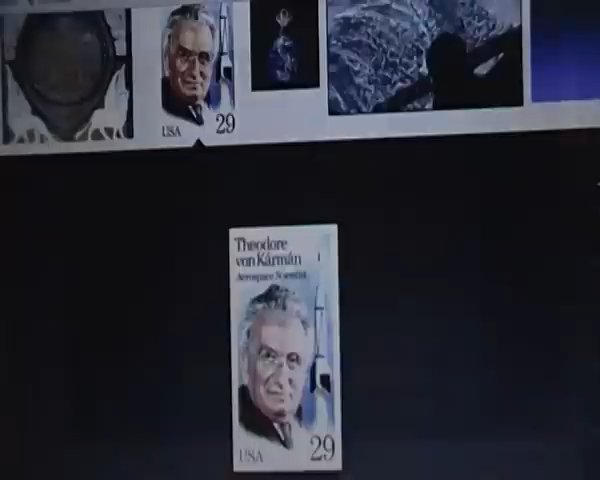 USA 29
Theodore
von Kármán
Aerospace Scientist
USA 29